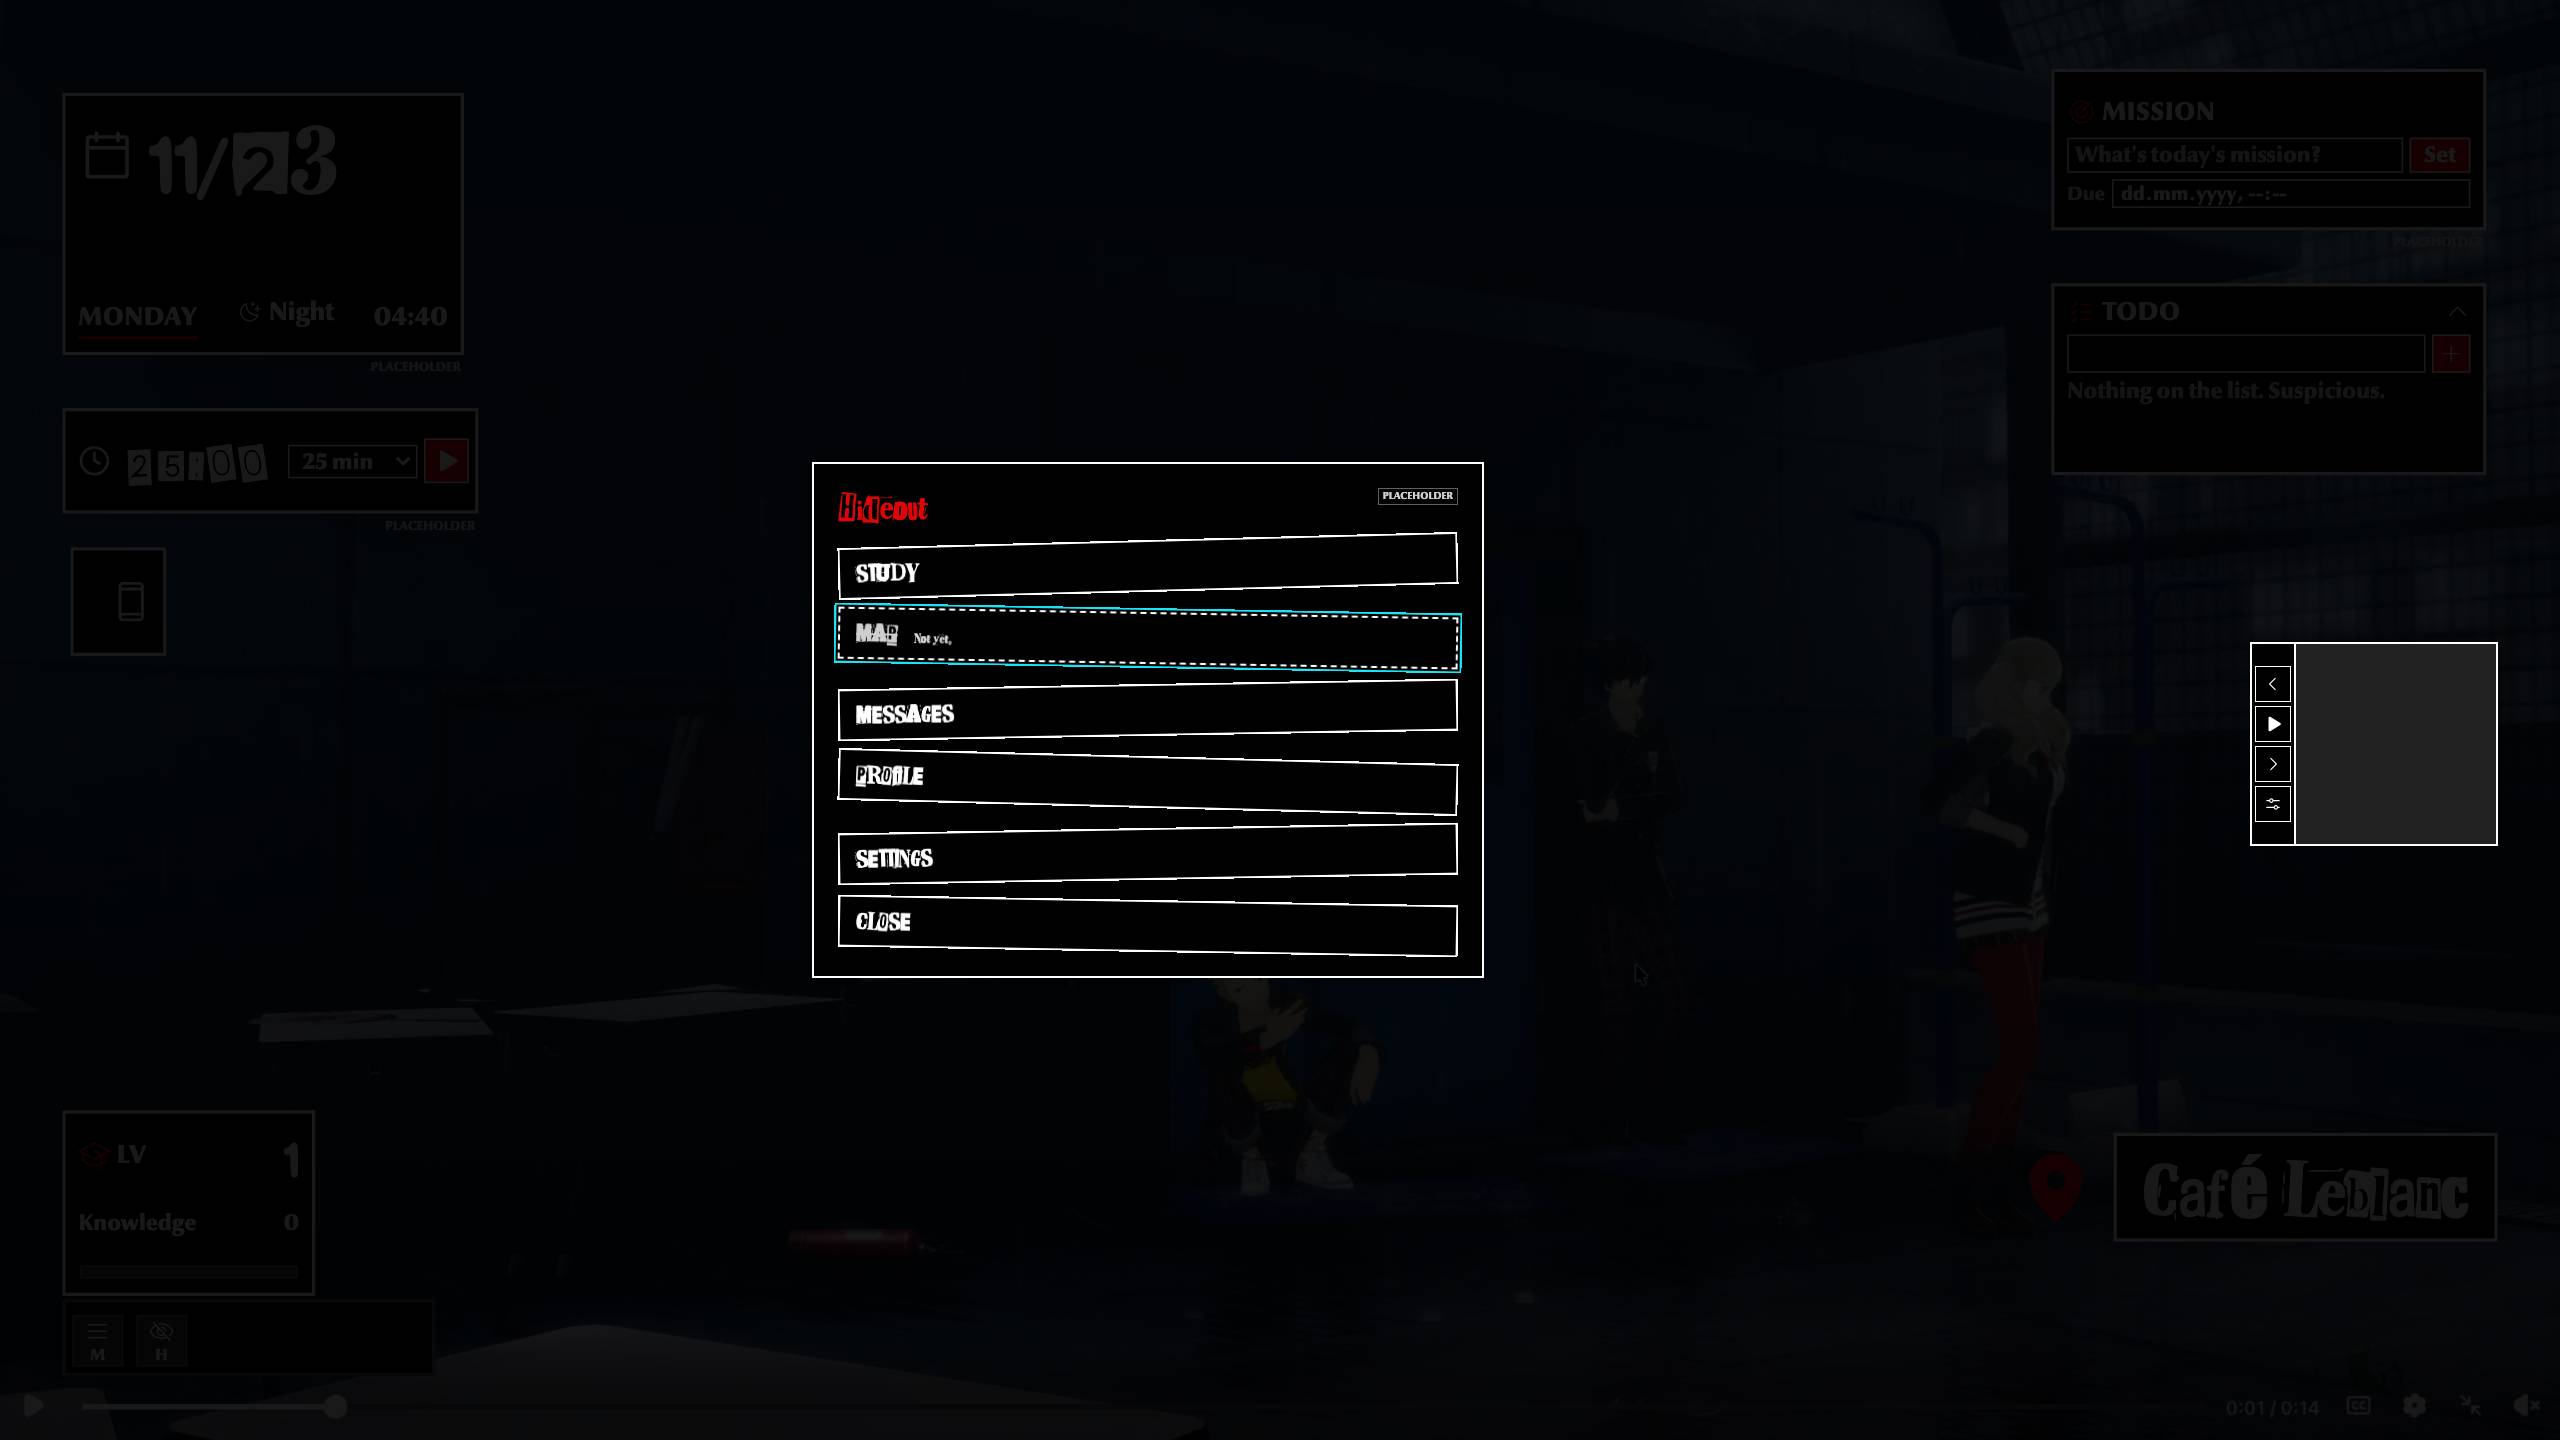 11/23
MONDAY Night 04:40
PLACEHOLDER
25:00 25 min
PLACEHOLDER
MISSION
What's today's mission? Set
Due dd.mm.yyyy, --:--
PLACEHOLDER
TODO
+
Nothing on the list. Suspicious.
Hideout PLACEHOLDER
STUDY
MAP Not yet.
MESSAGES
PROfILE
SETTINGS
CLOSE
LV 1
Knowledge 0
M H
Café Leblanc
0:01 / 0:14 CC